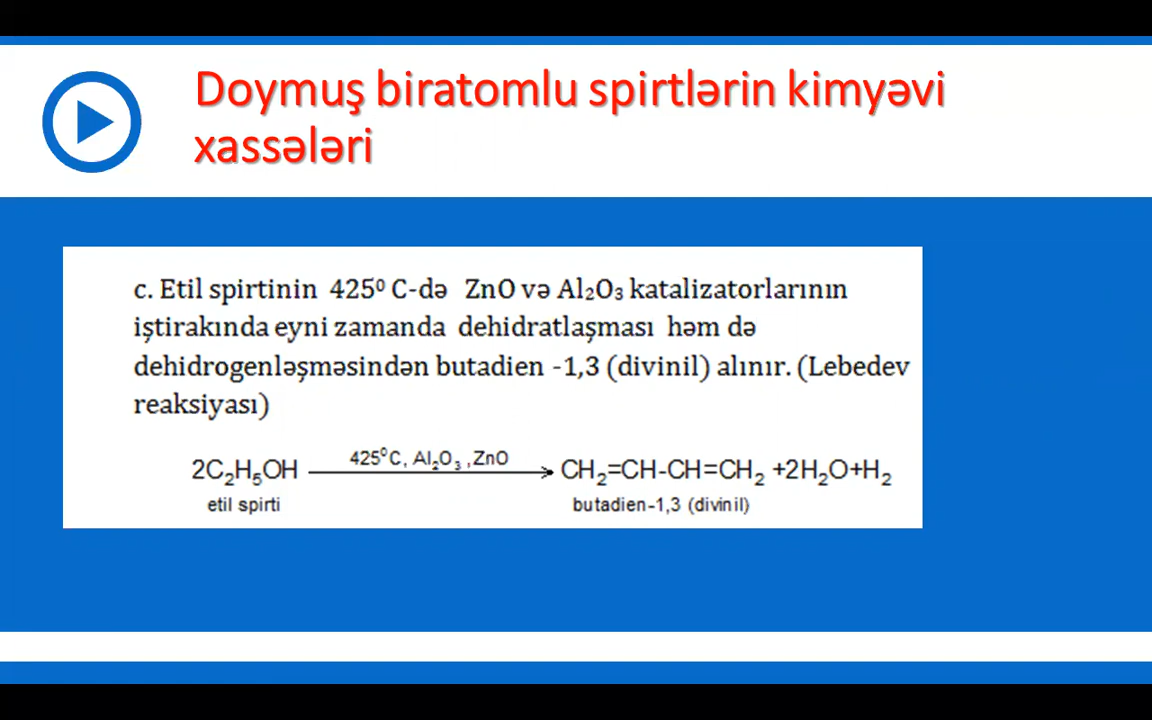 Doymuş biratomlu spirtlərin kimyəvi
xassələri
c. Etil spirtinin 425⁰ C-də ZnO və Al₂O₃ katalizatorlarının
iştirakında eyni zamanda dehidratlaşması həm də
dehidrogenləşməsindən butadien -1,3 (divinil) alınır. (Lebedev
reaksiyası)
425⁰C, Al₂O₃ ,ZnO
2C₂H₅OH ⟶ CH₂=CH-CH=CH₂ +2H₂O+H₂
etil spirti butadien-1,3 (divinil)